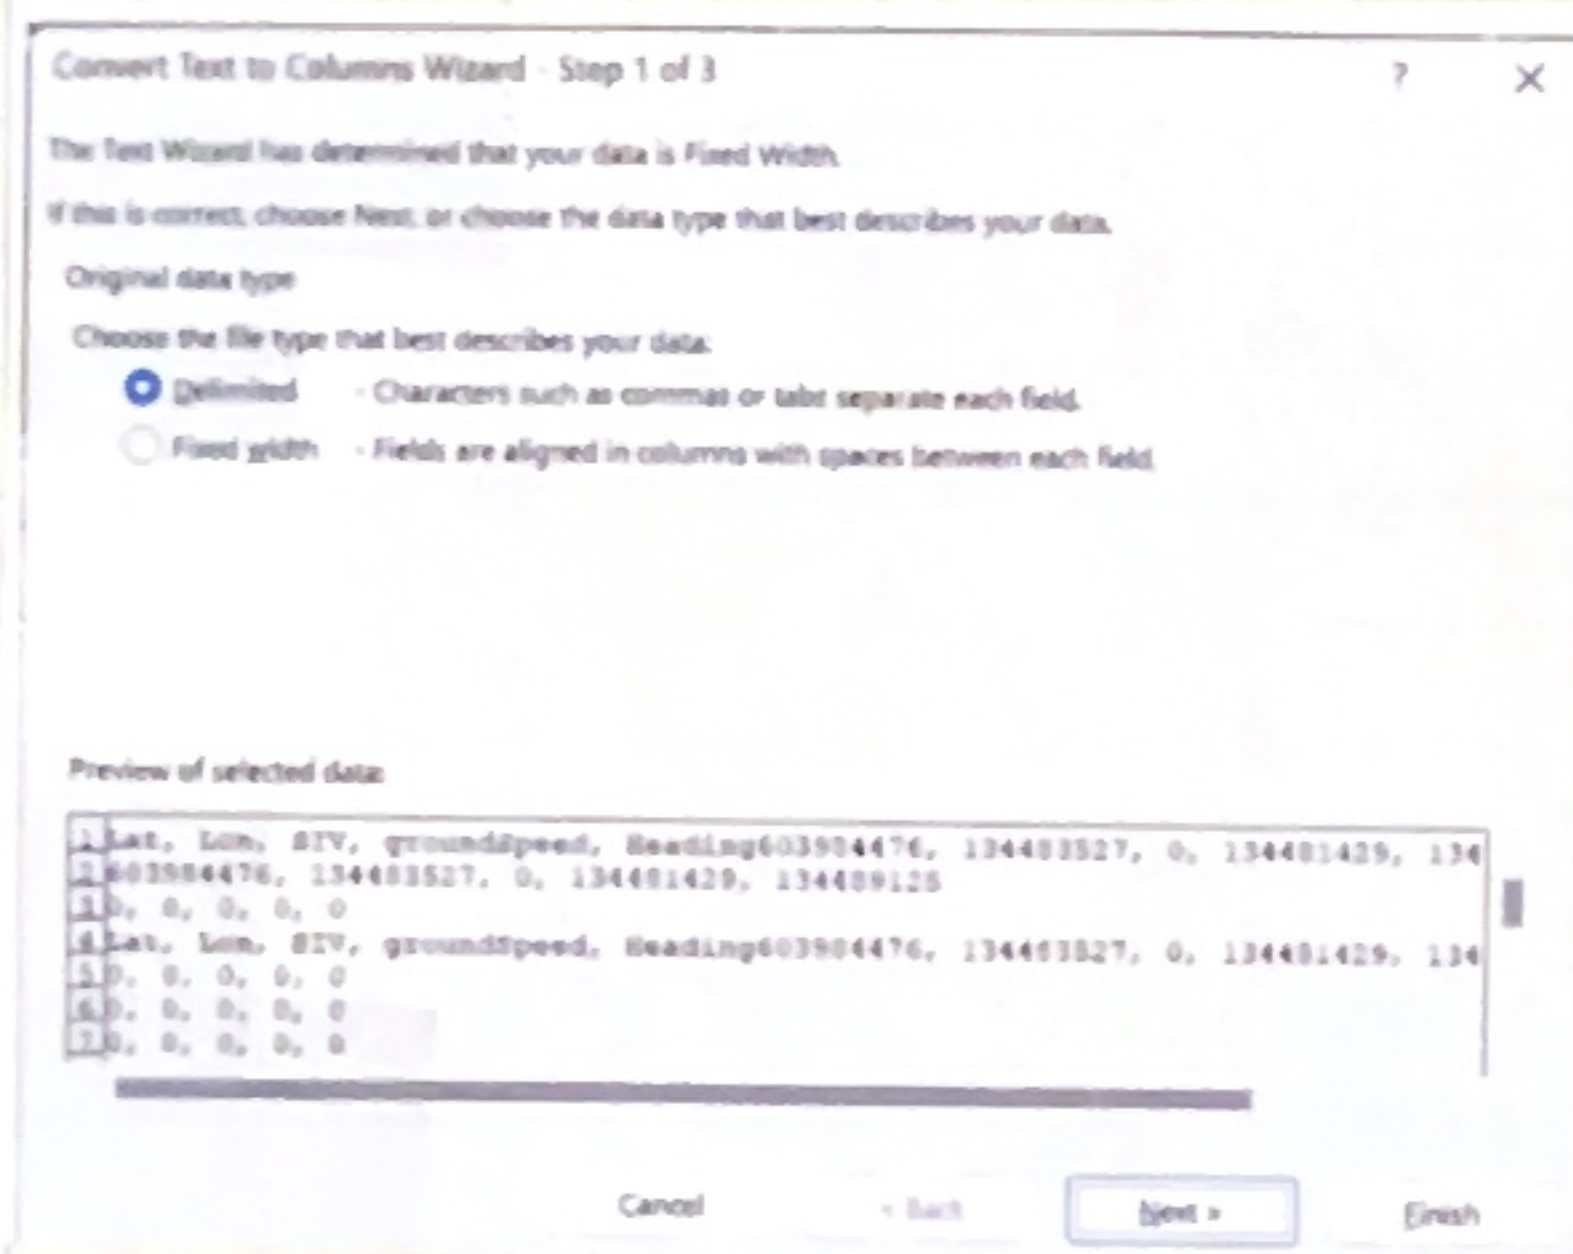 Convert Text to Columns Wizard - Step 1 of 3 ? X
The Text Wizard has determined that your data is Fixed Width.
If this is correct, choose Next, or choose the data type that best describes your data.
Original data type
Choose the file type that best describes your data:
Delimited - Characters such as commas or tabs separate each field.
Fixed width - Fields are aligned in columns with spaces between each field.
Preview of selected data:
1 Lat, Lon, SIV, groundSpeed, Heading603984476, 134483527, 0, 134481429, 134
2 603984476, 134483527, 0, 134481429, 134489125
3 0, 0, 0, 0, 0
4 Lat, Lon, SIV, groundSpeed, Heading603984476, 134483527, 0, 134481429, 134
5 0, 0, 0, 0, 0
6 0, 0, 0, 0, 0
7 0, 0, 0, 0, 0
Cancel < Back Next > Finish